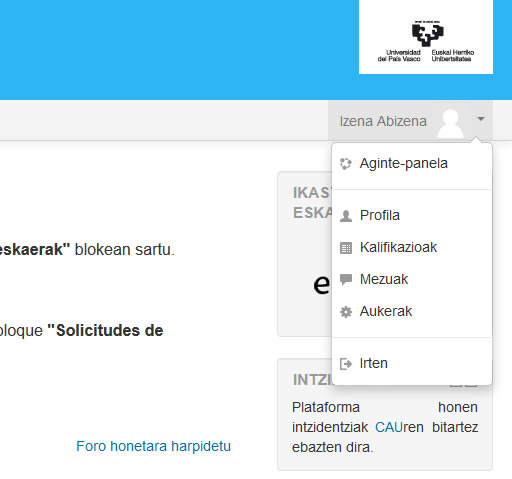 Universidad Euskal Herriko
del País Vasco Unibertsitatea
Izena Abizena
Aginte-panela
IKAS
ESKA
Profila
eskaerak" blokean sartu.
Kalifikazioak
Mezuak
Aukerak
bloque "Solicitudes de
Irten
INTZI
Plataforma honen
intzidentziak CAUren bitartez
ebazten dira.
Foro honetara harpidetu